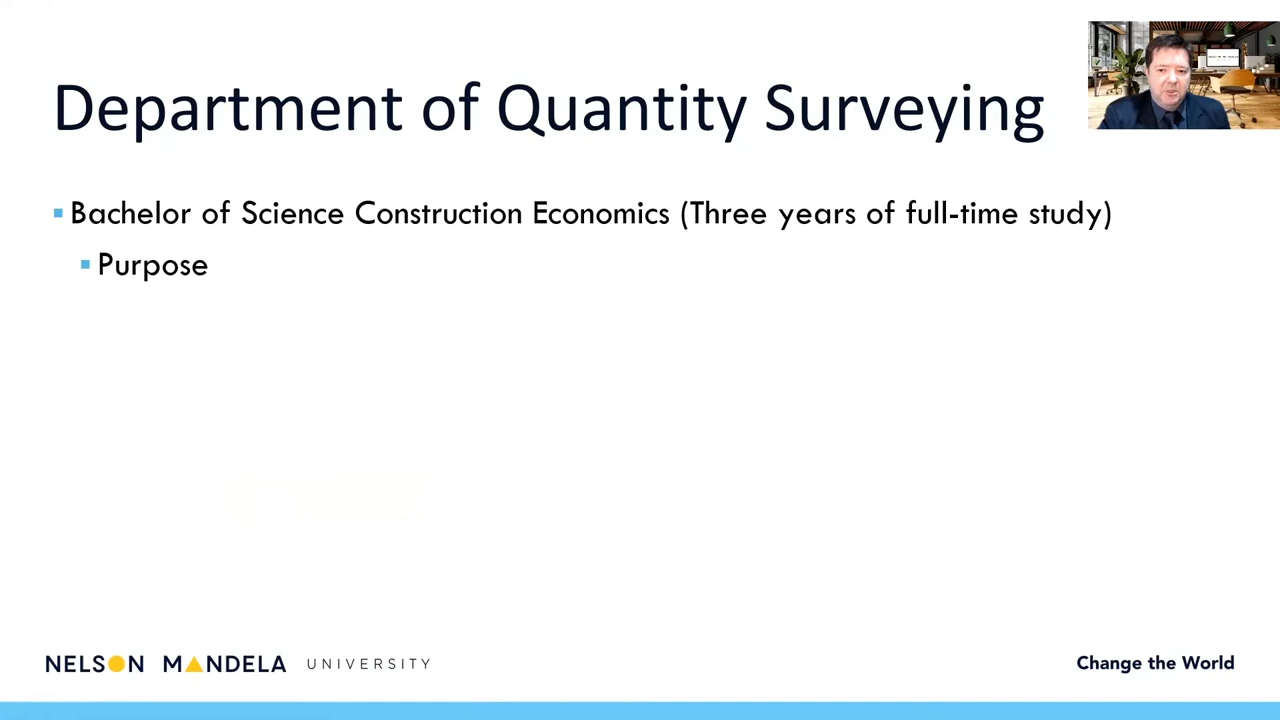 Department of Quantity Surveying
Bachelor of Science Construction Economics (Three years of full-time study)
Purpose
NELSON MANDELA UNIVERSITY
Change the World